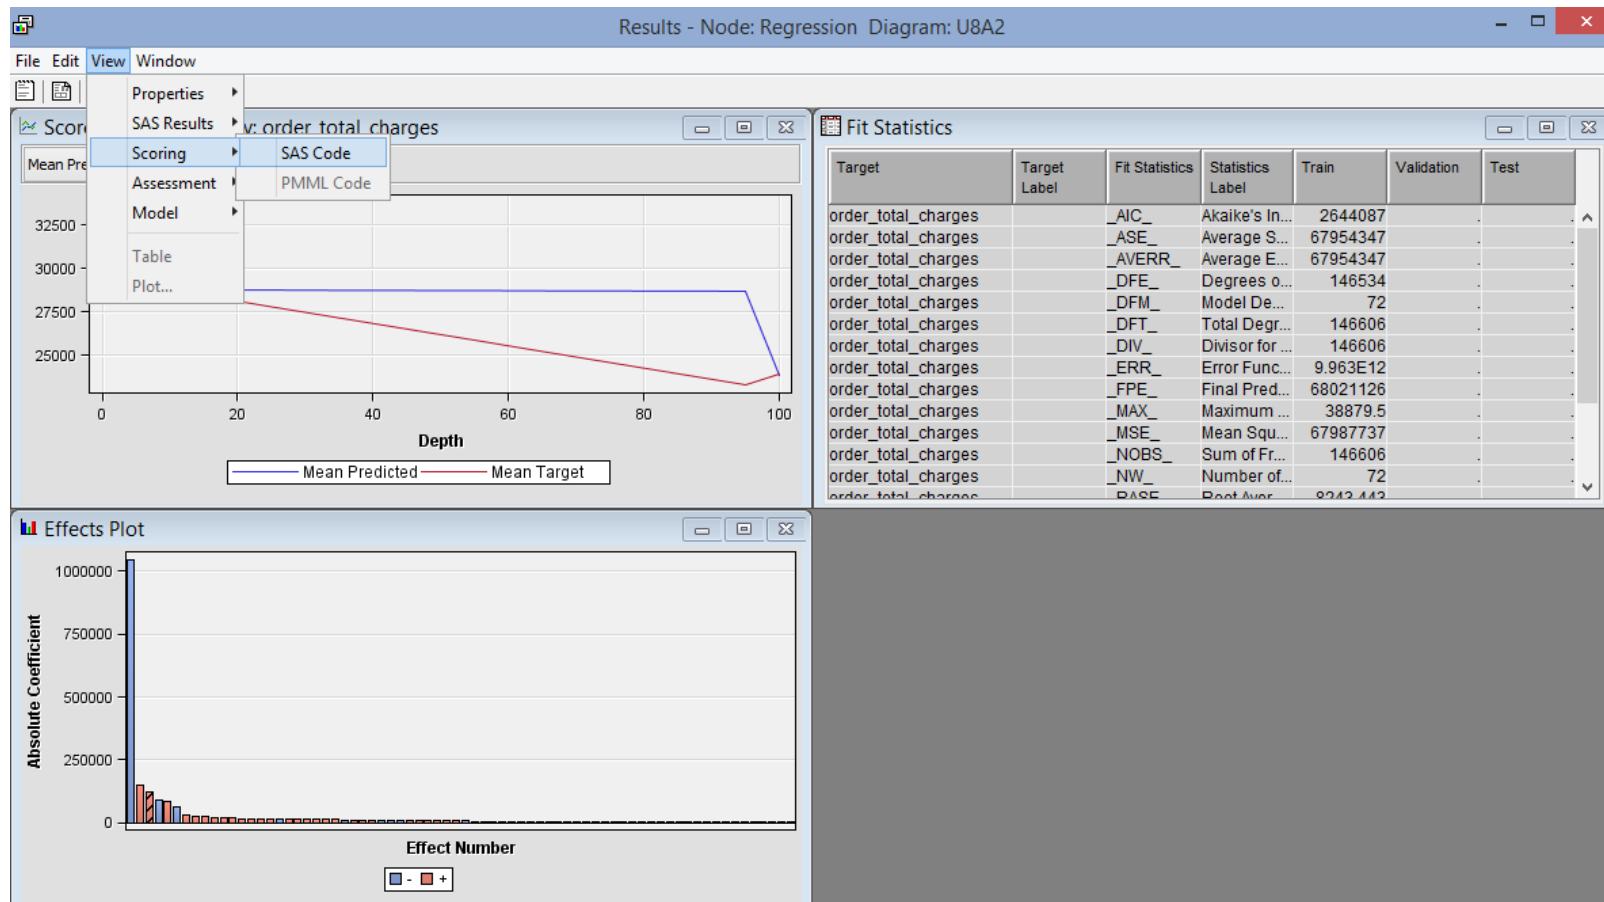 Results - Node: Regression Diagram: U8A2
File Edit View Window
Properties
SAS Results
Scoring
Assessment
Model
Table
Plot...
SAS Code
PMML Code
Scor
y: order_total_charges
Mean Pre
32500
30000
27500
25000
0 20 40 60 80 100
Depth
Mean Predicted Mean Target
Fit Statistics
Target Target Label Fit Statistics Statistics Label Train Validation Test
order_total_charges _AIC_ Akaike's In... 2644087 . .
order_total_charges _ASE_ Average S... 67954347 . .
order_total_charges _AVERR_ Average E... 67954347 . .
order_total_charges _DFE_ Degrees o... 146534 . .
order_total_charges _DFM_ Model De... 72 . .
order_total_charges _DFT_ Total Degr... 146606 . .
order_total_charges _DIV_ Divisor for ... 146606 . .
order_total_charges _ERR_ Error Func... 9.963E12 . .
order_total_charges _FPE_ Final Pred... 68021126 . .
order_total_charges _MAX_ Maximum ... 38879.5 . .
order_total_charges _MSE_ Mean Squ... 67987737 . .
order_total_charges _NOBS_ Sum of Fr... 146606 . .
order_total_charges _NW_ Number of... 72 . .
order_total_charges _RASE_ Root Aver... 8243.443
Effects Plot
Absolute Coefficient
1000000
750000
500000
250000
0
Effect Number
- +